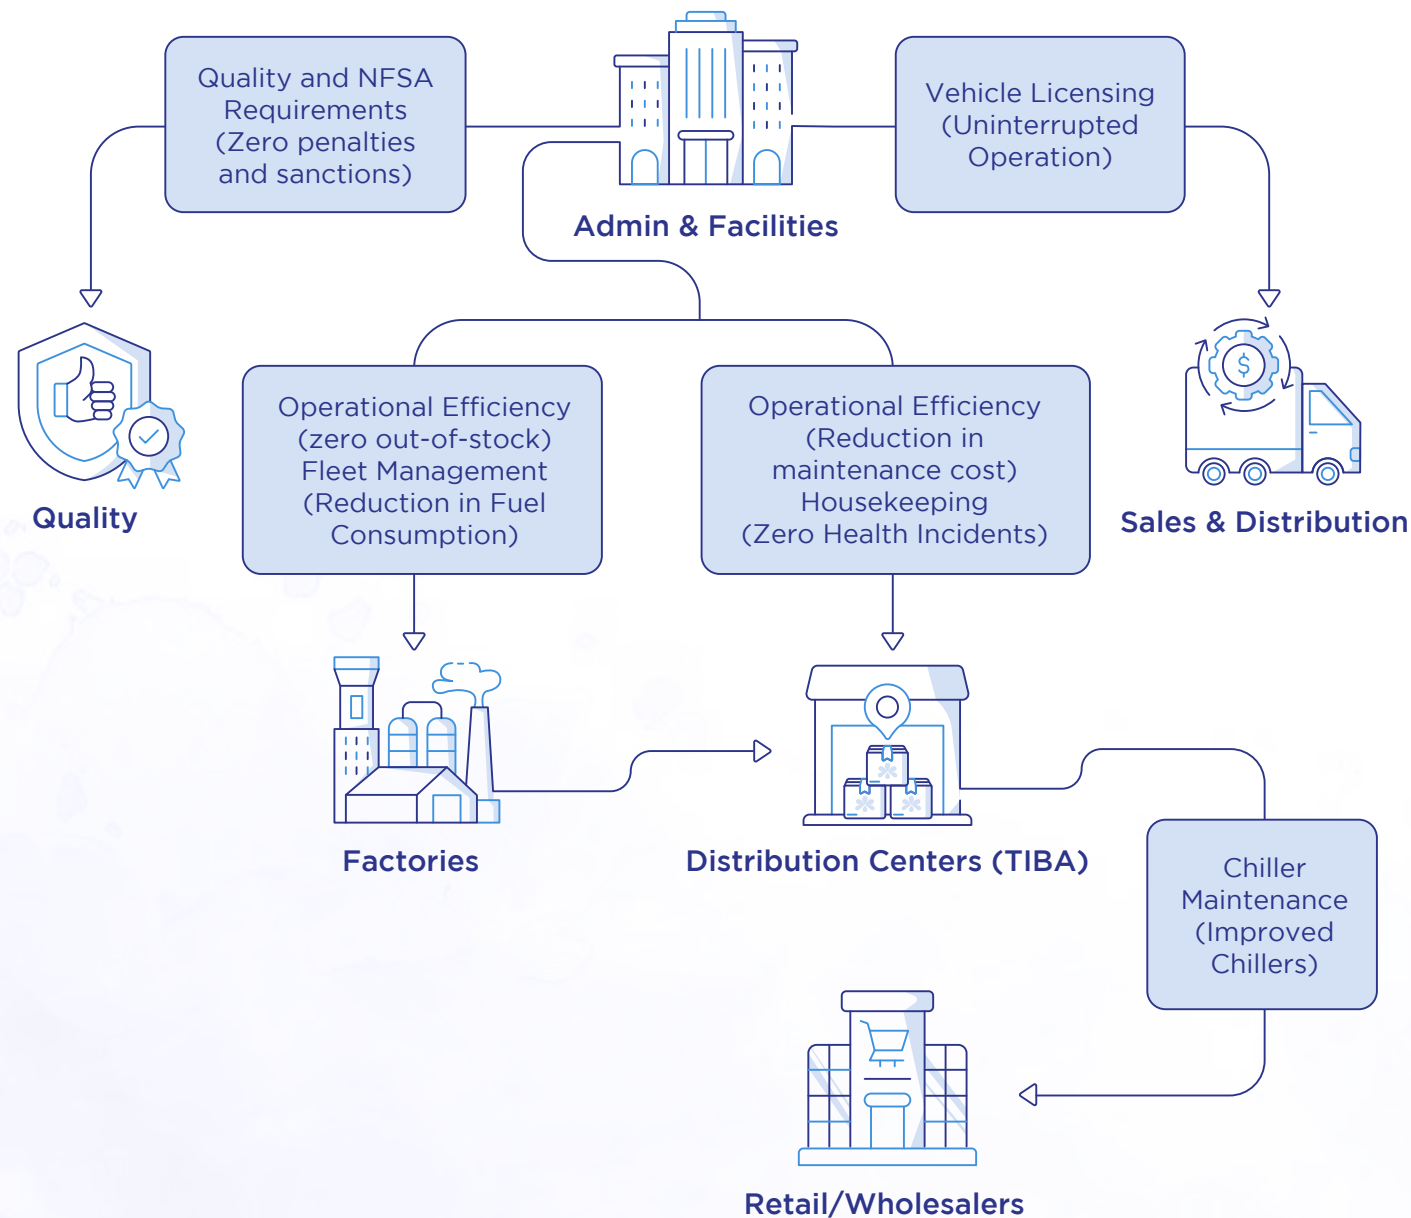 Quality and NFSA
Requirements
(Zero penalties
and sanctions)
Vehicle Licensing
(Uninterrupted
Operation)
Admin & Facilities
$
Quality
Operational Efficiency
(zero out-of-stock)
Fleet Management
(Reduction in Fuel
Consumption)
Operational Efficiency
(Reduction in
maintenance cost)
Housekeeping
(Zero Health Incidents)
Sales & Distribution
Factories
Distribution Centers (TIBA)
Chiller
Maintenance
(Improved
Chillers)
Retail/Wholesalers